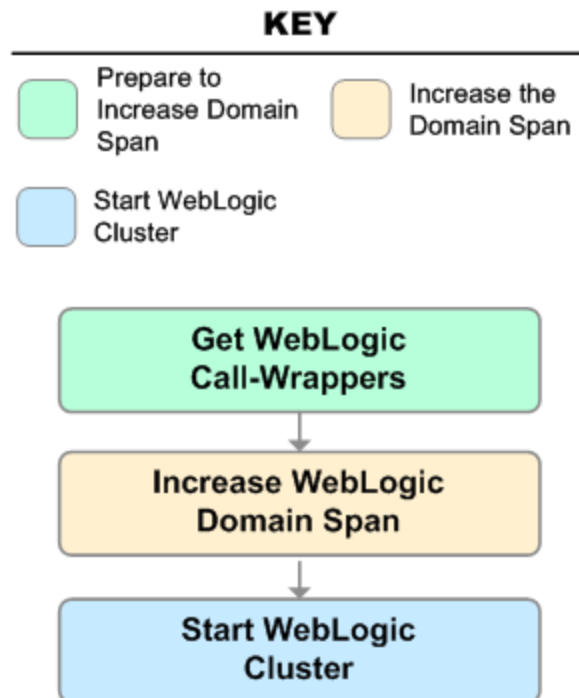 KEY
Prepare to
Increase Domain
Span
Increase the
Domain Span
Start WebLogic
Cluster
Get WebLogic
Call-Wrappers
Increase WebLogic
Domain Span
Start WebLogic
Cluster